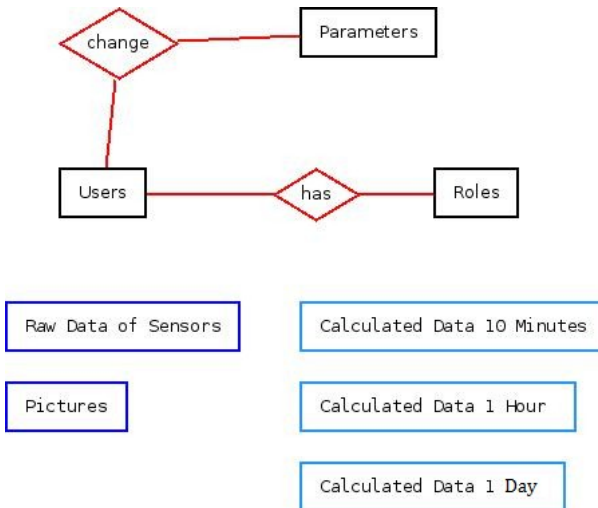 change
Parameters
Users
has
Roles
Raw Data of Sensors
Calculated Data 10 Minutes
Pictures
Calculated Data 1 Hour
Calculated Data 1 Day